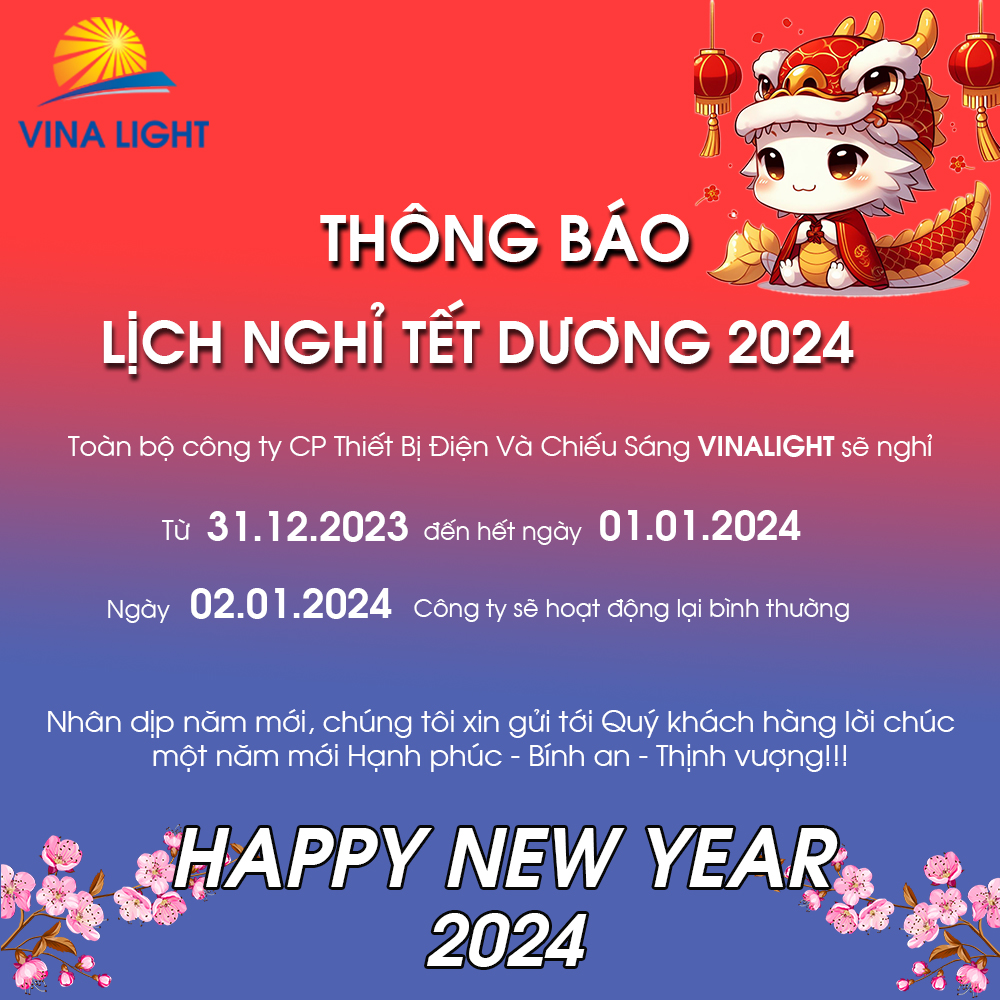 VINA LIGHT
THÔNG BÁO
LỊCH NGHỈ TẾT DƯƠNG 2024
Toàn bộ công ty CP Thiết Bị Điện Và Chiếu Sáng VINALIGHT sẽ nghỉ
Từ 31.12.2023 đến hết ngày 01.01.2024
Ngày 02.01.2024 Công ty sẽ hoạt động lại bình thường
Nhân dịp năm mới, chúng tôi xin gửi tới Quý khách hàng lời chúc
một năm mới Hạnh phúc - Bính an - Thịnh vượng!!!
HAPPY NEW YEAR
2024